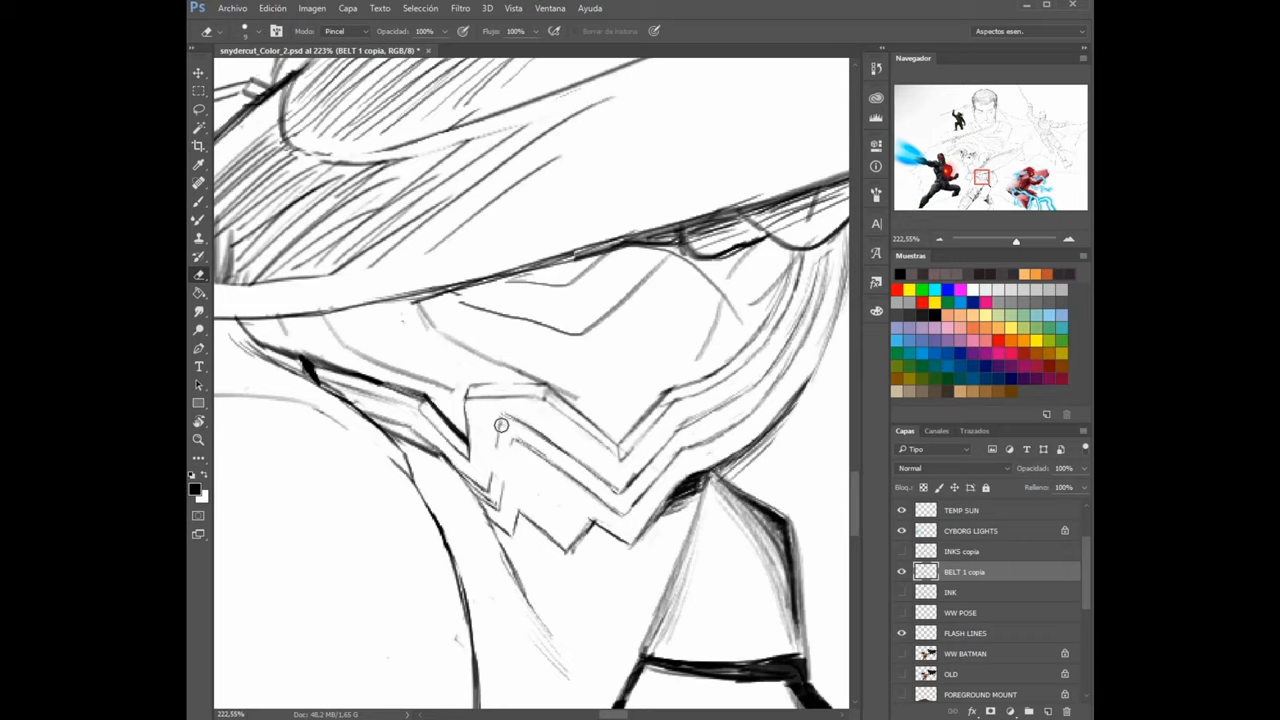 Ps Archivo Edición Imagen Capa Texto Selección Filtro 3D Vista Ventana Ayuda
9 Modo: Pincel Opacidad: 100% Flujo: 100% Borrar de historia Aspectos esen.
snydercut_Color_2.psd al 223% (BELT 1 copia, RGB/8) * ×
Navegador
222,55%
Muestras
Capas Canales Trazados
Tipo
Normal Opacidad: 100%
Bloq.: Relleno: 100%
TEMP SUN
CYBORG LIGHTS
INKS copia
BELT 1 copia
INK
WW POSE
FLASH LINES
WW BATMAN
OLD
FOREGROUND MOUNT
222,55% Doc: 48,2 MB/1,65 G